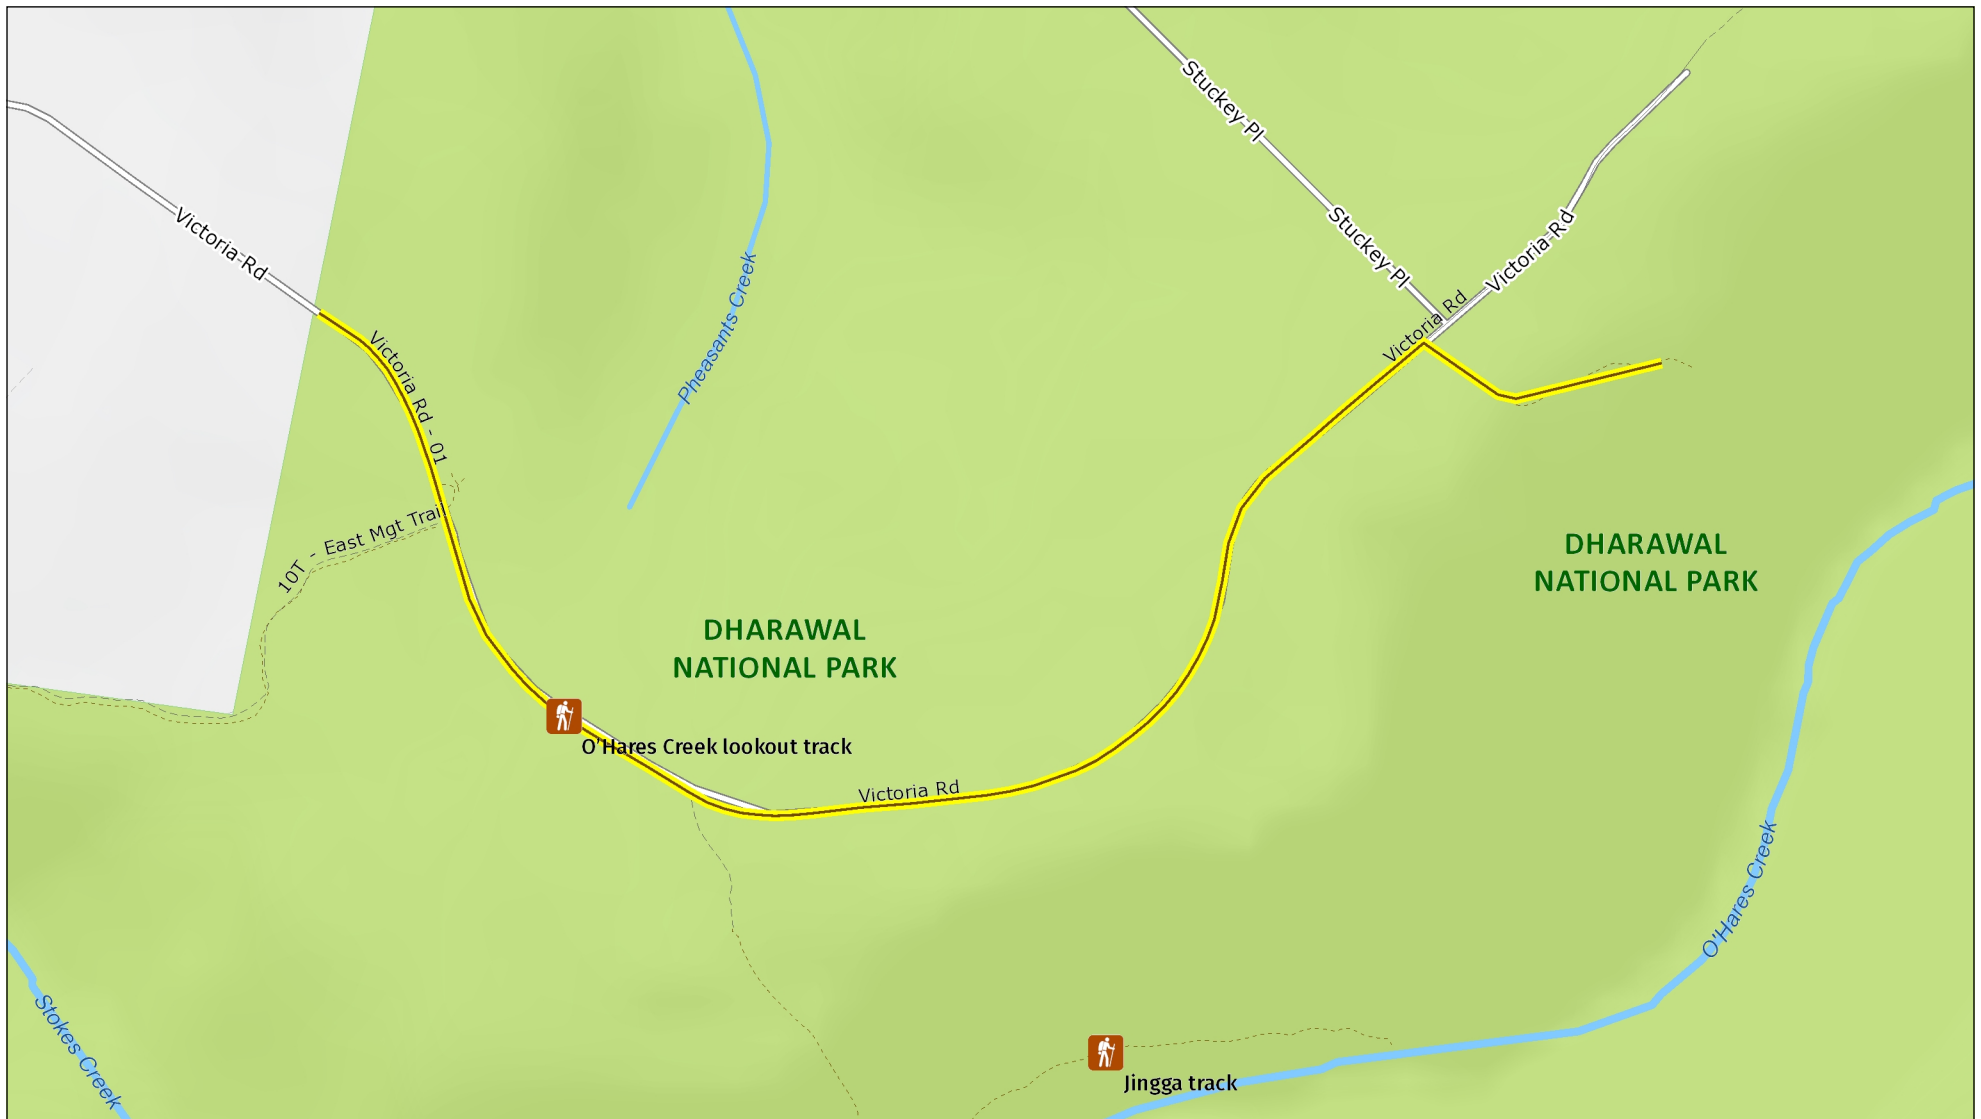 Stuckey Pl
Victoria Rd
Stuckey Pl
Victoria Rd
Pheasants Creek
Victoria Rd
Victoria Rd - 01
10T - East Mgt Trail
DHARAWAL
NATIONAL PARK
DHARAWAL
NATIONAL PARK
O'Hares Creek lookout track
Victoria Rd
O'Hares Creek
Stokes Creek
Jingga track